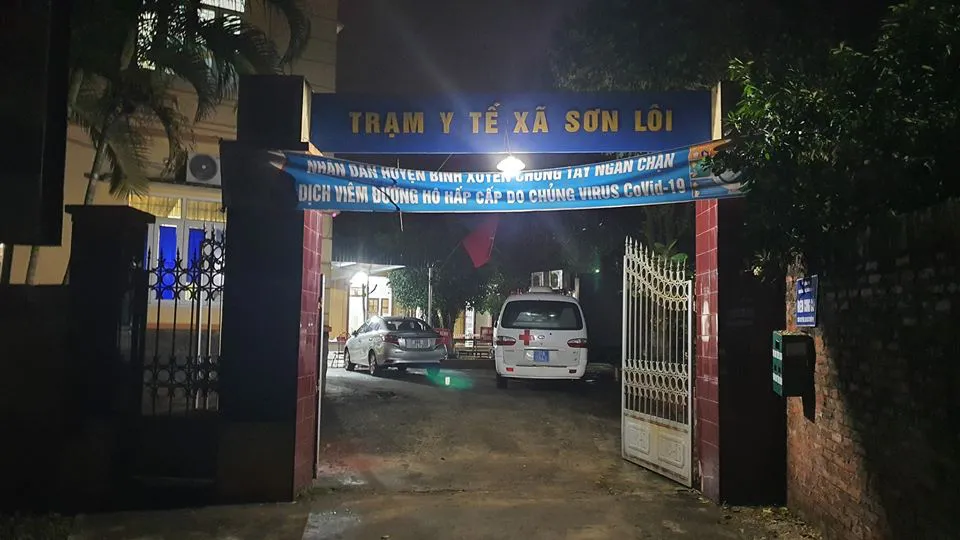 TRẠM Y TẾ XÃ SƠN LÔI
NHÂN DÂN HUYỆN BÌNH XUYÊN CHUNG TAY NGĂN CHẶN
DỊCH VIÊM ĐƯỜNG HÔ HẤP CẤP DO CHỦNG VIRUS CoVid-19